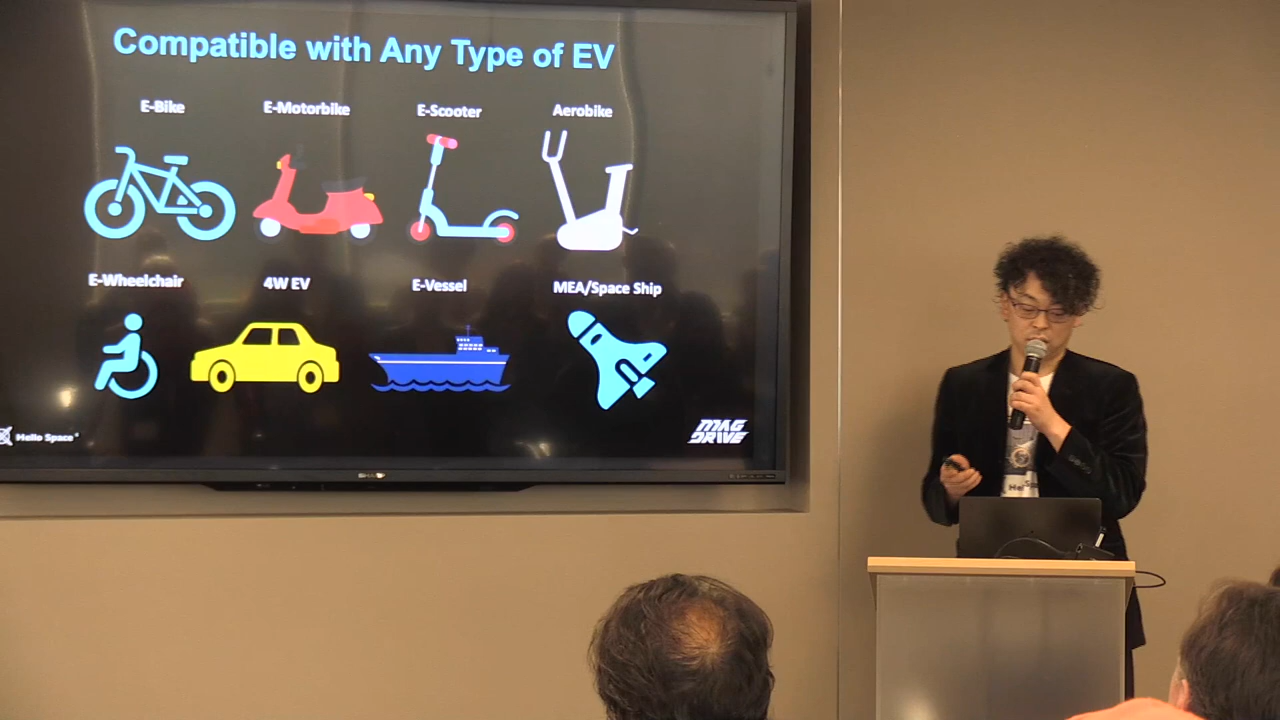 Compatible with Any Type of EV
E-Bike
E-Motorbike
E-Scooter
Aerobike
E-Wheelchair
4W EV
E-Vessel
MEA/Space Ship
Hello Space
MAG
DRIVE
SHARP